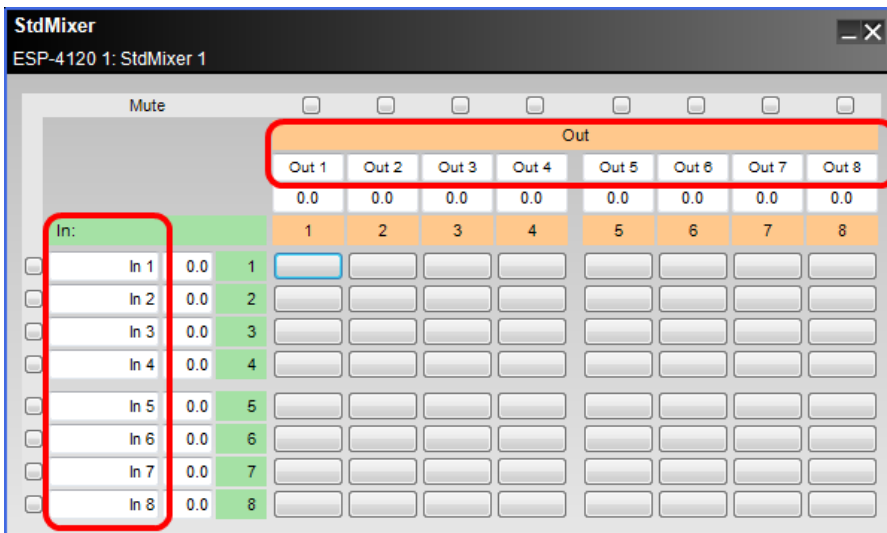 StdMixer
ESP-4120 1: StdMixer 1
Mute
Out
Out 1 Out 2 Out 3 Out 4 Out 5 Out 6 Out 7 Out 8
0.0 0.0 0.0 0.0 0.0 0.0 0.0 0.0
In: 1 2 3 4 5 6 7 8
In 1 0.0 1
In 2 0.0 2
In 3 0.0 3
In 4 0.0 4
In 5 0.0 5
In 6 0.0 6
In 7 0.0 7
In 8 0.0 8